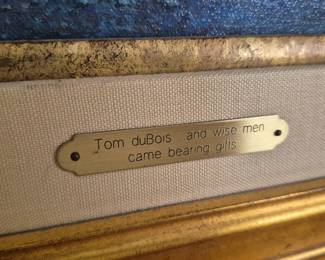 Tom duBois and wise men
came bearing gifts